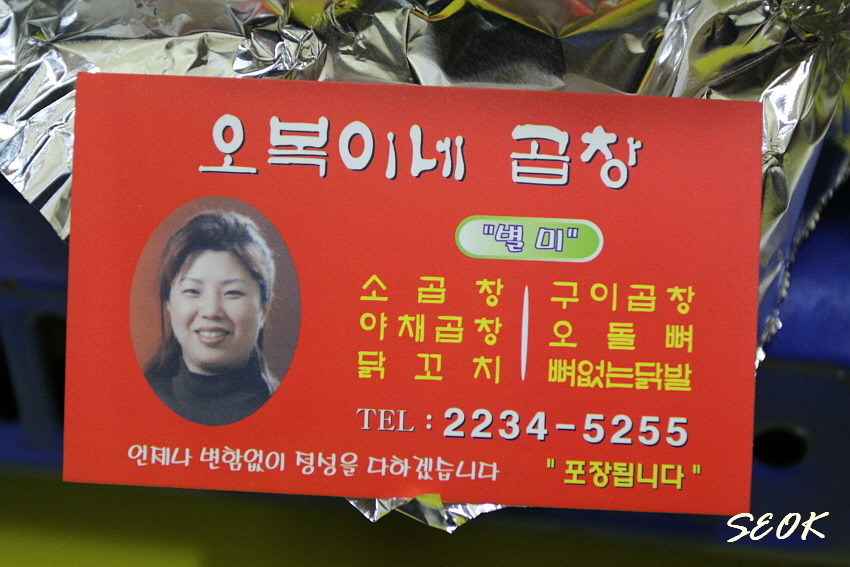 오복이네 곱창
"별미"
소곱창 구이곱창
야채곱창 오돌뼈
닭꼬치 뼈없는닭발
TEL : 2234-5255
언제나 변함없이 정성을 다하겠습니다 "포장됩니다"
SEOK